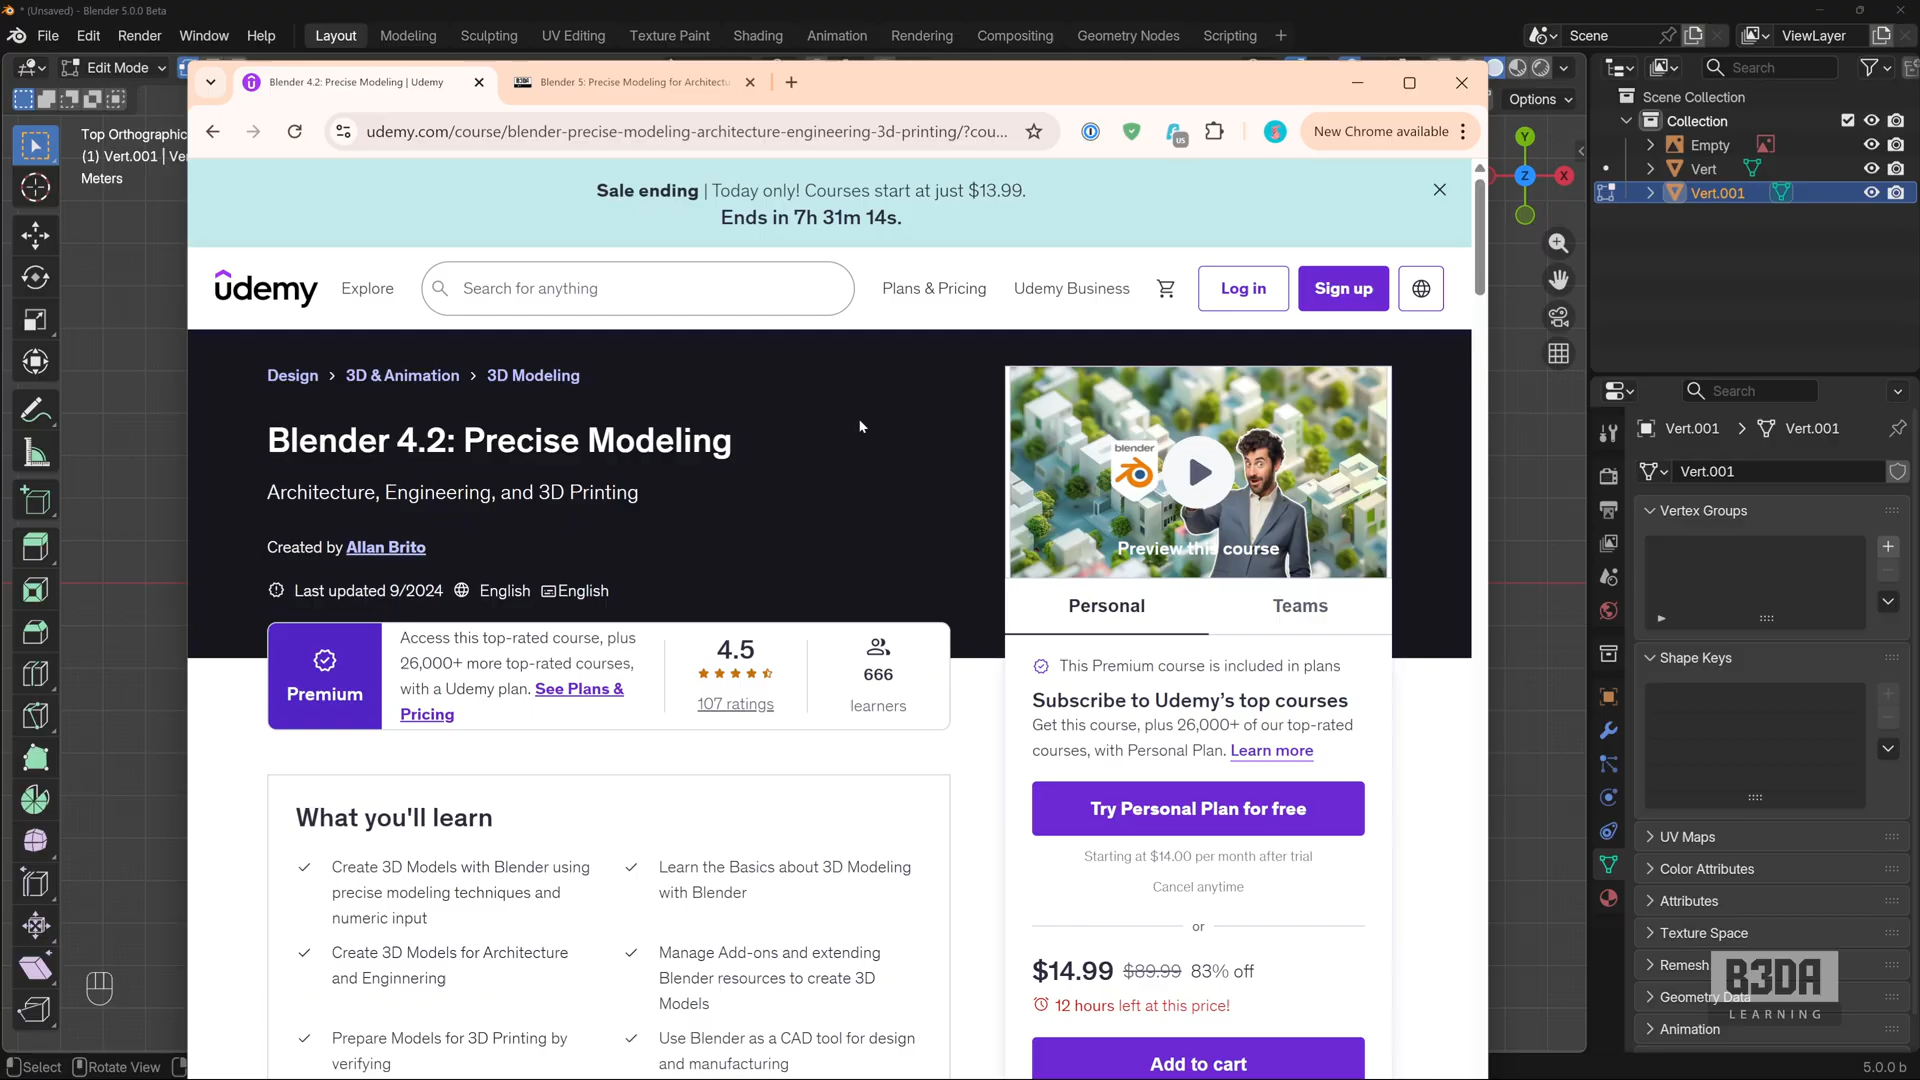 * (Unsaved) - Blender 5.0.0 Beta
File Edit Render Window Help
Layout Modeling Sculpting UV Editing Texture Paint Shading Animation Rendering Compositing Geometry Nodes Scripting
Scene
ViewLayer
Edit Mode
Options
Top Orthographic
(1) Vert.001 | Ver
Meters
Blender 4.2: Precise Modeling | Udemy
Blender 5: Precise Modeling for Architectu
udemy.com/course/blender-precise-modeling-architecture-engineering-3d-printing/?cou...
US
New Chrome available
Sale ending | Today only! Courses start at just $13.99.
Ends in 7h 31m 14s.
udemy
Explore
Search for anything
Plans & Pricing
Udemy Business
Log in
Sign up
Design > 3D & Animation > 3D Modeling
Blender 4.2: Precise Modeling
Architecture, Engineering, and 3D Printing
Created by Allan Brito
Last updated 9/2024 English English
Premium
Access this top-rated course, plus
26,000+ more top-rated courses,
with a Udemy plan. See Plans &
Pricing
4.5
107 ratings
666
learners
What you'll learn
Create 3D Models with Blender using
precise modeling techniques and
numeric input
Create 3D Models for Architecture
and Enginnering
Prepare Models for 3D Printing by
verifying
Learn the Basics about 3D Modeling
with Blender
Manage Add-ons and extending
Blender resources to create 3D
Models
Use Blender as a CAD tool for design
and manufacturing
blender
Preview this course
Personal
Teams
This Premium course is included in plans
Subscribe to Udemy's top courses
Get this course, plus 26,000+ of our top-rated
courses, with Personal Plan. Learn more
Try Personal Plan for free
Starting at $14.00 per month after trial
Cancel anytime
or
$14.99 $89.99 83% off
12 hours left at this price!
Add to cart
Y
Z
X
Search
Scene Collection
Collection
Empty
Vert
Vert.001
Search
Vert.001 > Vert.001
Vert.001
Vertex Groups
Shape Keys
UV Maps
Color Attributes
Attributes
Texture Space
Remesh
Geometry Data
Animation
B3DA
LEARNING
Select
Rotate View
5.0.0 b